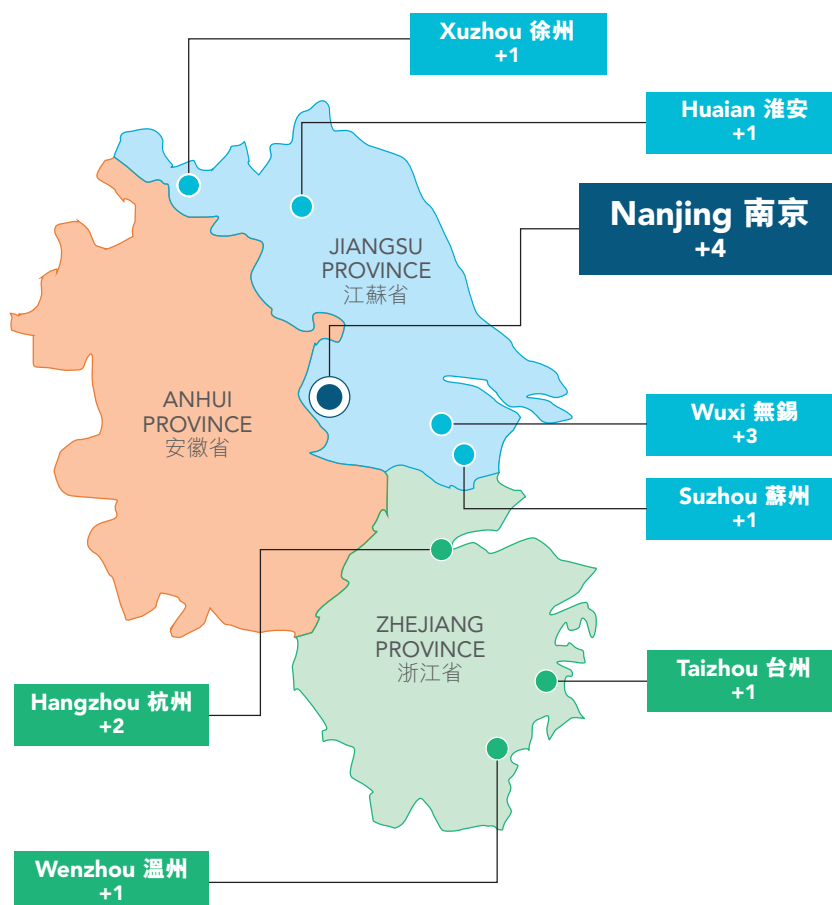 Xuzhou 徐州
+1
Huaian 淮安
+1
Nanjing 南京
+4
JIANGSU
PROVINCE
江蘇省
ANHUI
PROVINCE
安徽省
Wuxi 無錫
+3
Suzhou 蘇州
+1
ZHEJIANG
PROVINCE
浙江省
Taizhou 台州
+1
Hangzhou 杭州
+2
Wenzhou 溫州
+1